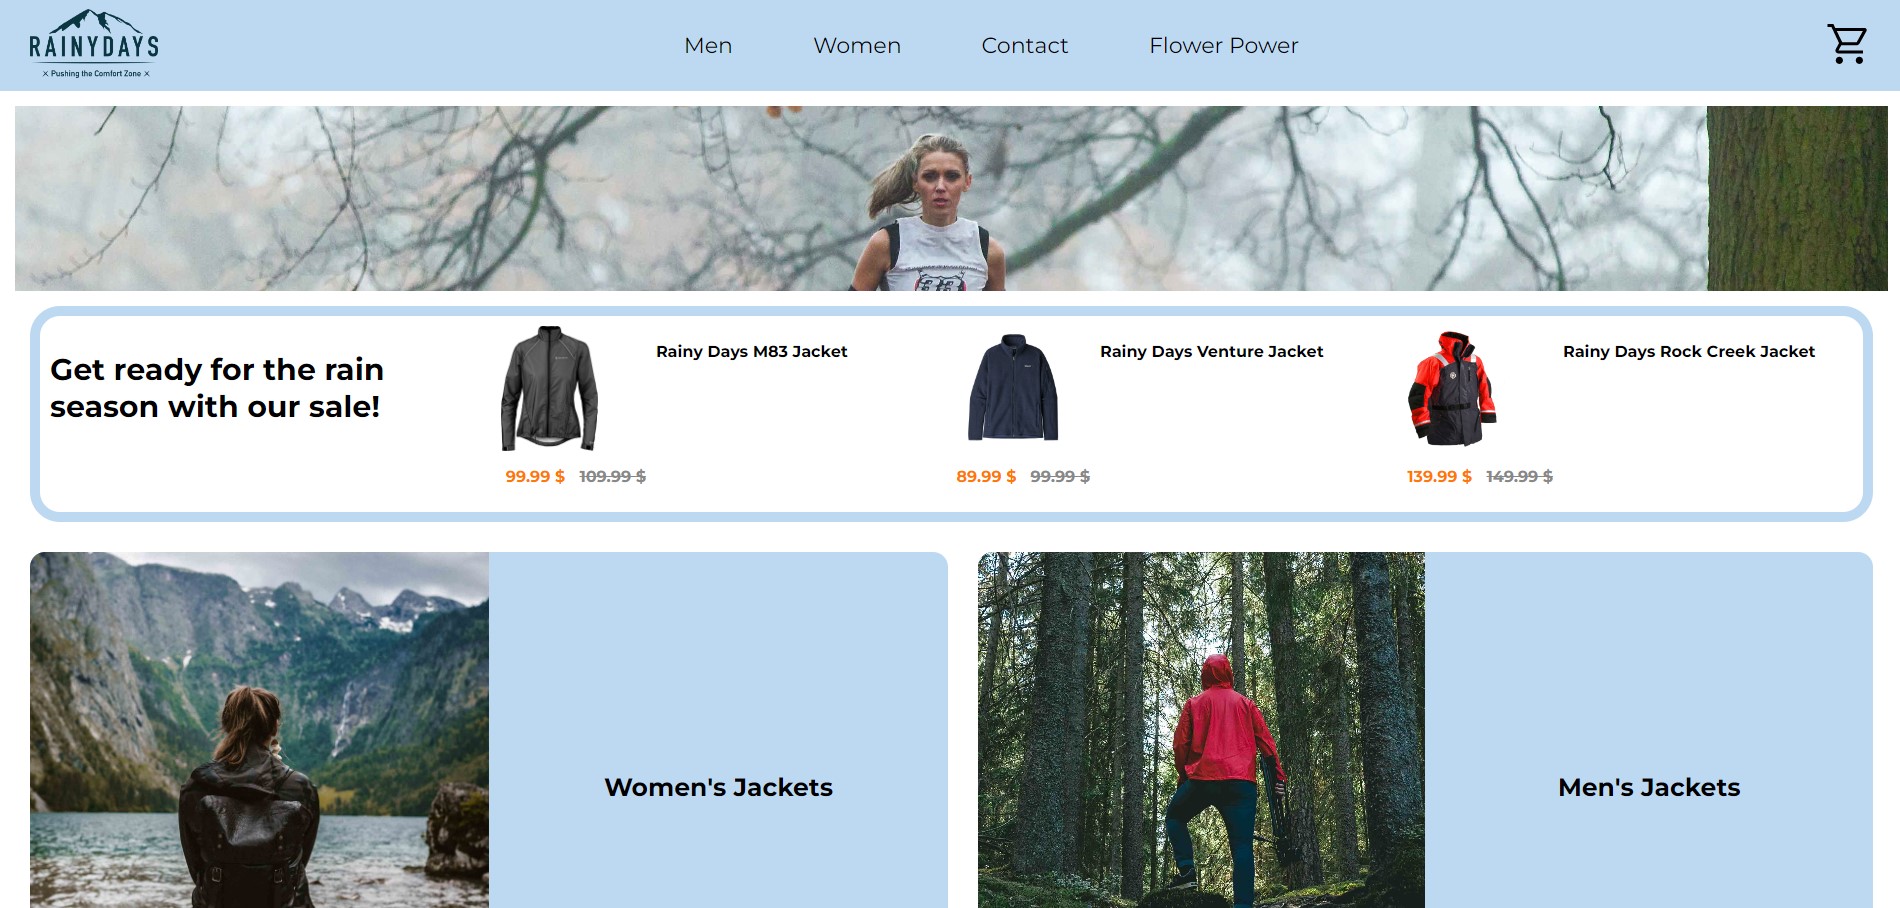 RAINYDAYS
× Pushing the Comfort Zone ×
Men
Women
Contact
Flower Power
Get ready for the rain
season with our sale!
Rainy Days M83 Jacket
99.99 $ 109.99 $
Rainy Days Venture Jacket
89.99 $ 99.99 $
Rainy Days Rock Creek Jacket
139.99 $ 149.99 $
Women's Jackets
Men's Jackets